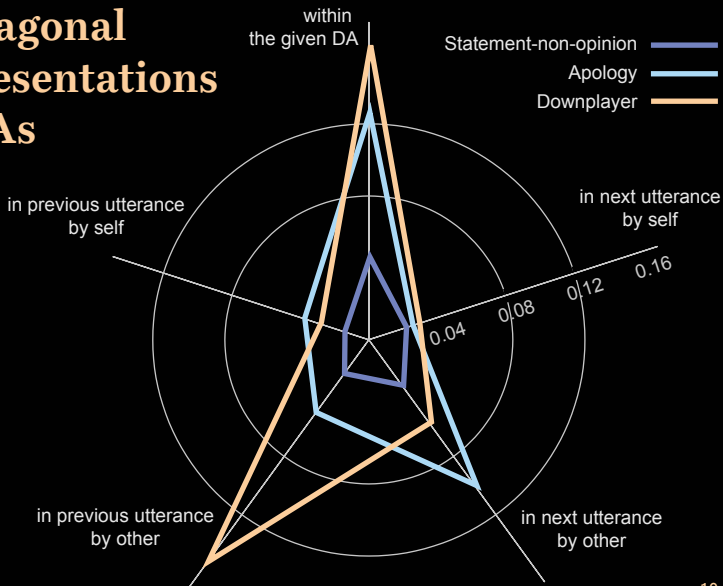 agonal
esentations
As
within
the given DA
Statement-non-opinion
Apology
Downplayer
in previous utterance
by self
in next utterance
by self
0.04
0.08
0.12
0.16
in previous utterance
by other
in next utterance
by other